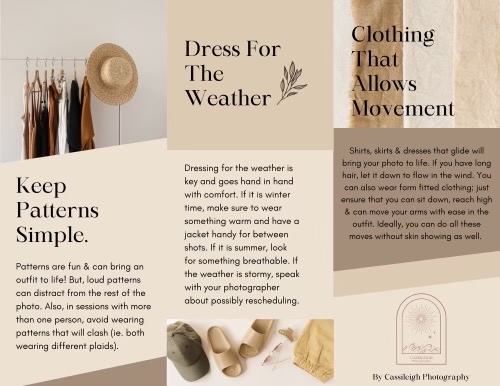 Keep
Patterns
Simple.
Patterns are fun & can bring an
outfit to life! But, loud patterns
can distract from the rest of the
photo. Also, in sessions with more
than one person, avoid wearing
patterns that will clash (ie. both
wearing different plaids).
Dress For
The
Weather
Dressing for the weather is
key and goes hand in hand
with comfort. If it is winter
time, make sure to wear
something warm and have a
jacket handy for between
shots. If it is summer, look
for something breathable. If
the weather is stormy, speak
with your photographer
about possibly rescheduling.
Clothing
That
Allows
Movement
Shirts, skirts & dresses that glide will
bring your photo to life. If you have long
hair, let it dawn to flow in the wind. You
can also wear form fitted clothing; just
ensure that you can sit down, reach high
& can move your arms with ease in the
outfit. Ideally, you can do all these
moves without skin showing as well.
By Cassileigh Photography